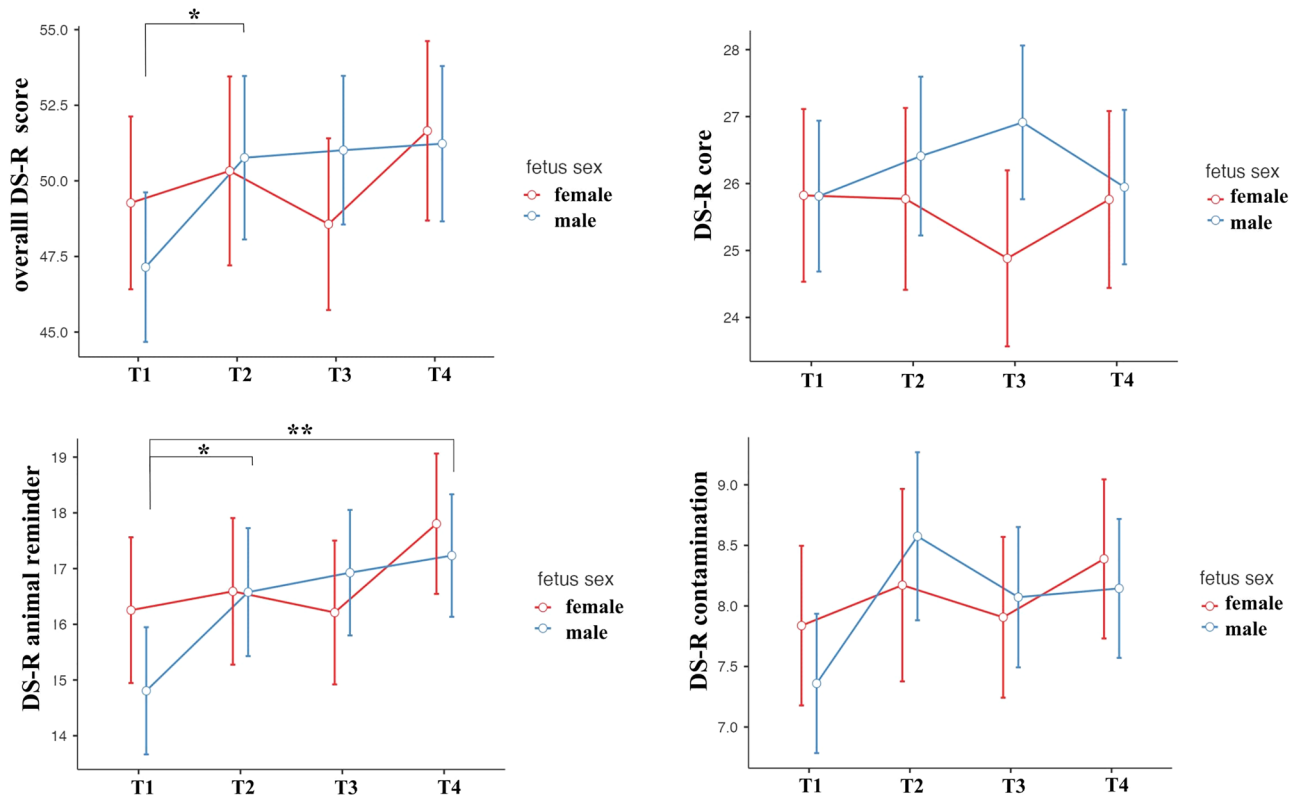 *
overalll DS-R score
55.0
52.5
50.0
47.5
45.0
T1 T2 T3 T4
fetus sex
female
male
DS-R core
28
27
26
25
24
T1 T2 T3 T4
fetus sex
female
male
**
*
DS-R animal reminder
19
18
17
16
15
14
T1 T2 T3 T4
fetus sex
female
male
DS-R contamination
9.0
8.5
8.0
7.5
7.0
T1 T2 T3 T4
fetus sex
female
male